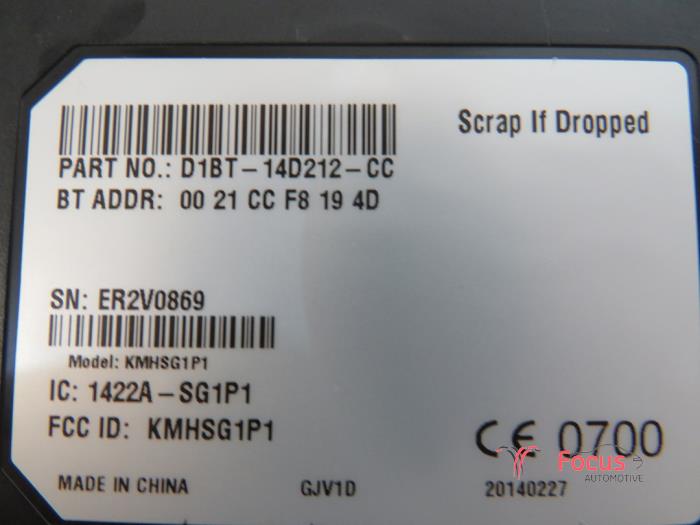 Scrap If Dropped
PART NO.: D1BT-14D212-CC
BT ADDR: 00 21 CC F8 19 4D
SN: ER2V0869
Model: KMHSG1P1
IC: 1422A-SG1P1
FCC ID: KMHSG1P1
CE 0700
Focus
AUTOMOTIVE
MADE IN CHINA GJV1D 20140227